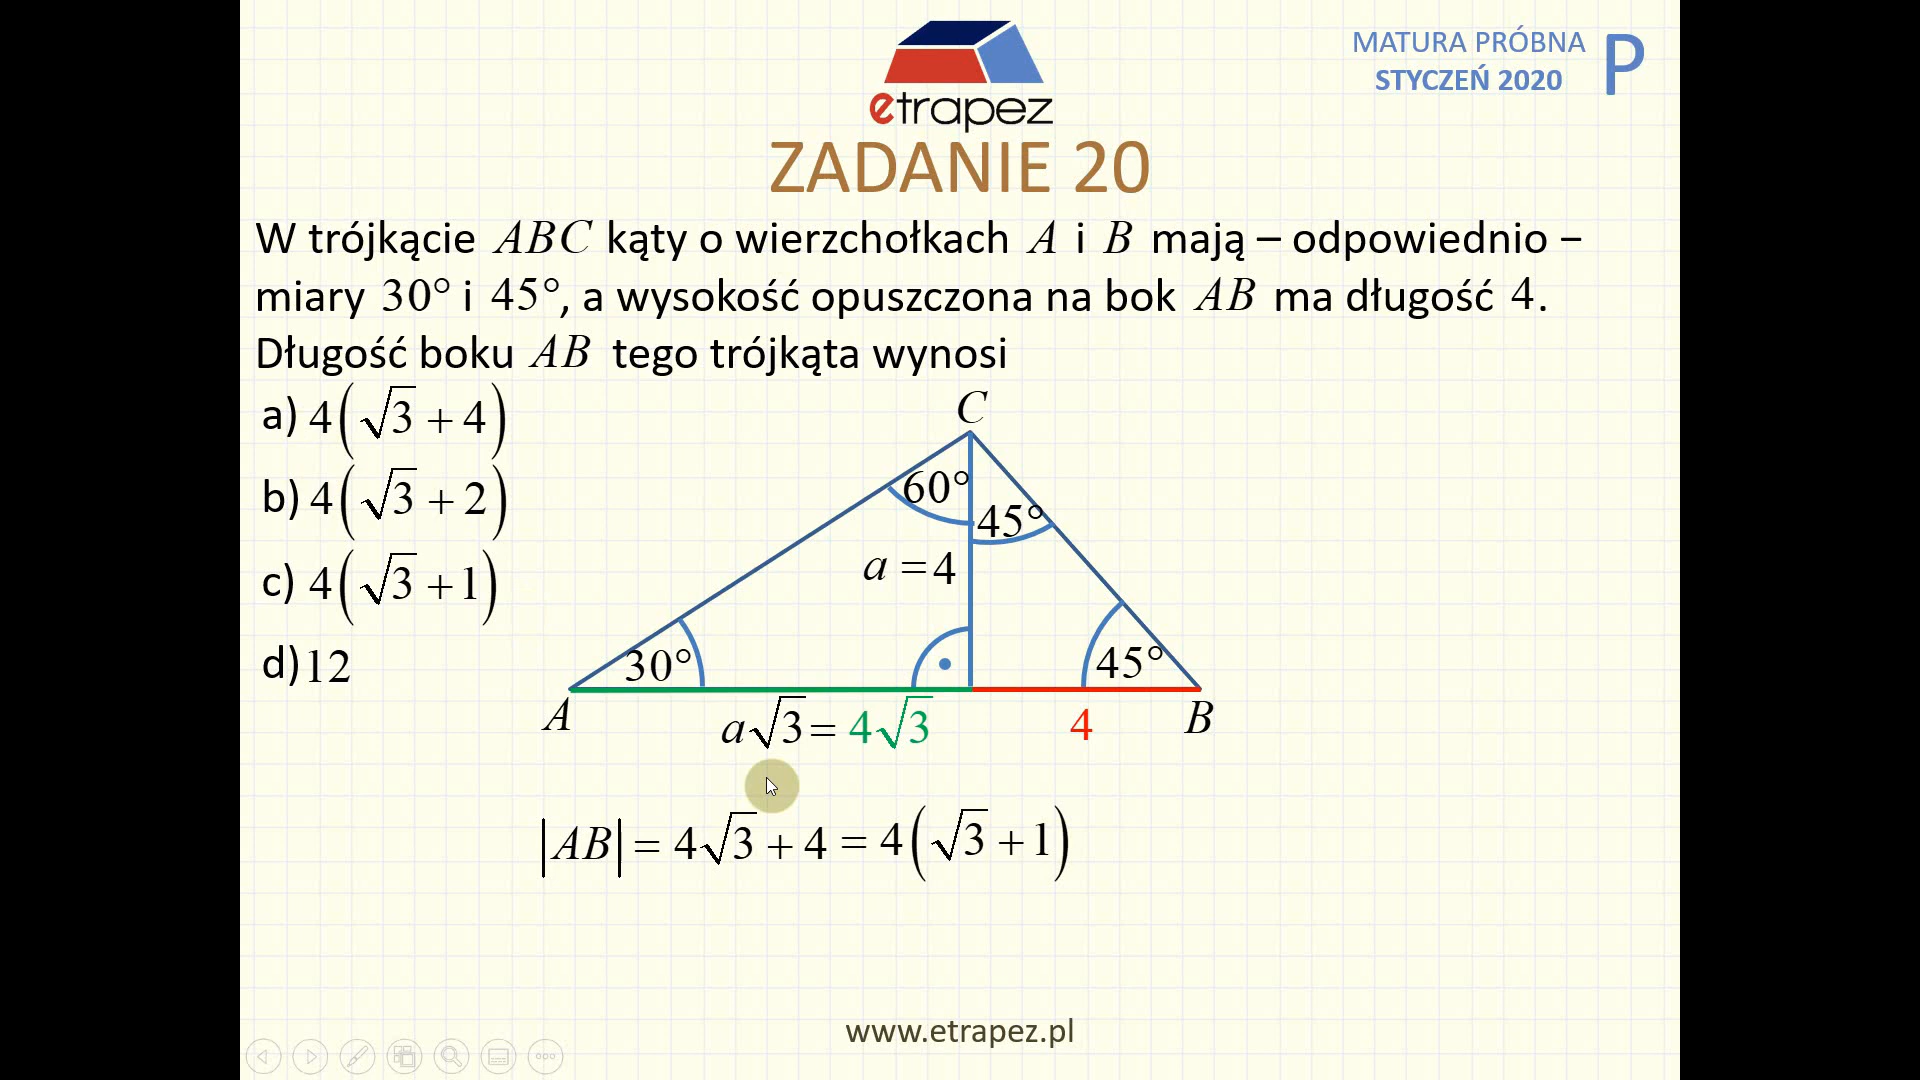 etrapez
MATURA PRÓBNA
STYCZEŃ 2020
P
ZADANIE 20
W trójkącie ABC kąty o wierzchołkach A i B mają – odpowiednio –
miary 30° i 45°, a wysokość opuszczona na bok AB ma długość 4.
Długość boku AB tego trójkąta wynosi
a) 4(√3 + 4)
b) 4(√3 + 2)
c) 4(√3 + 1)
d) 12
C
60°
45°
a = 4
30°
45°
A
B
a√3 = 4√3
4
|AB| = 4√3 + 4 = 4(√3 + 1)
www.etrapez.pl